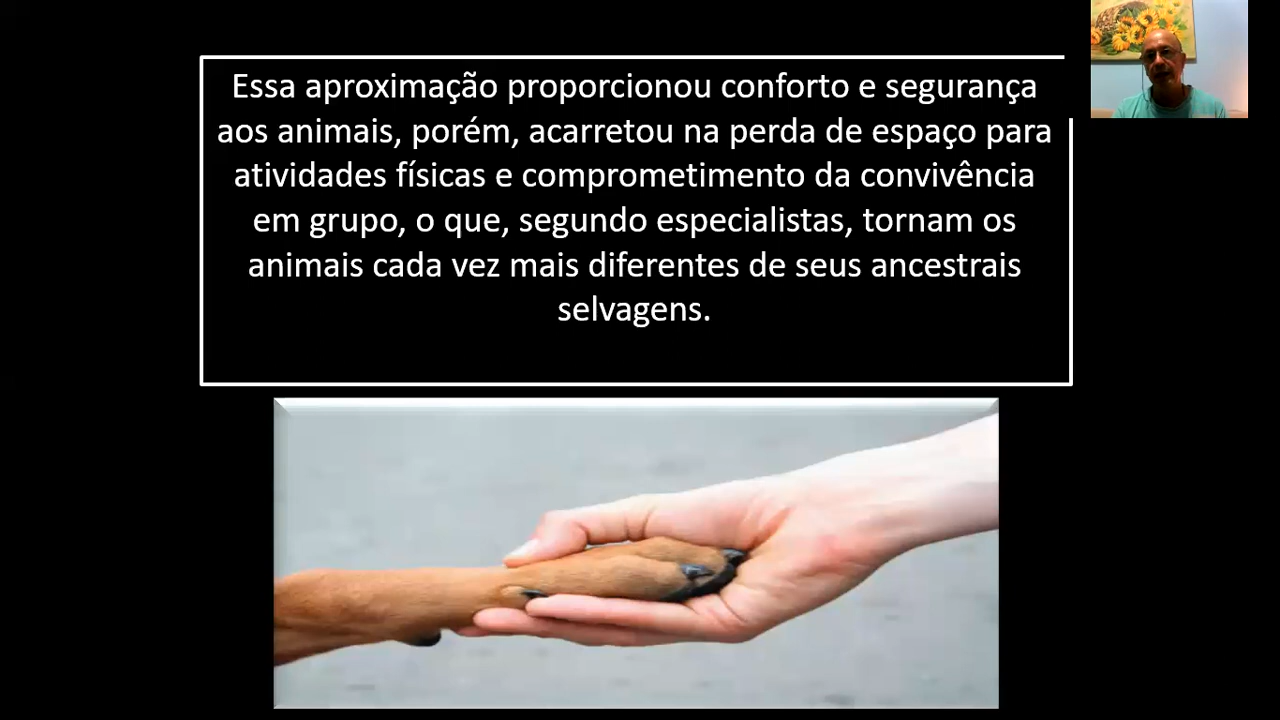 Essa aproximação proporcionou conforto e segurança
aos animais, porém, acarretou na perda de espaço para
atividades físicas e comprometimento da convivência
em grupo, o que, segundo especialistas, tornam os
animais cada vez mais diferentes de seus ancestrais
selvagens.